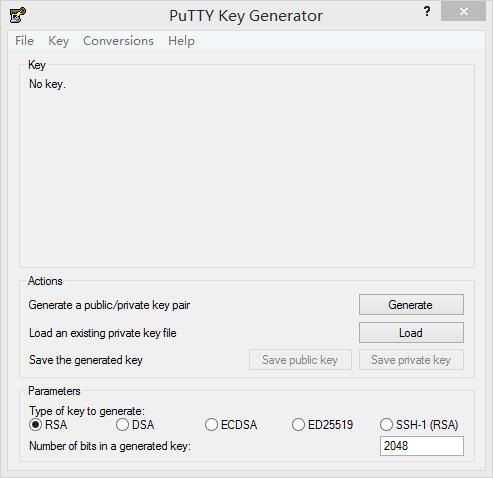 PuTTY Key Generator
?
File Key Conversions Help
Key
No key.
Actions
Generate a public/private key pair
Generate
Load an existing private key file
Load
Save the generated key
Save public key
Save private key
Parameters
Type of key to generate:
RSA DSA ECDSA ED25519 SSH-1 (RSA)
Number of bits in a generated key:
2048